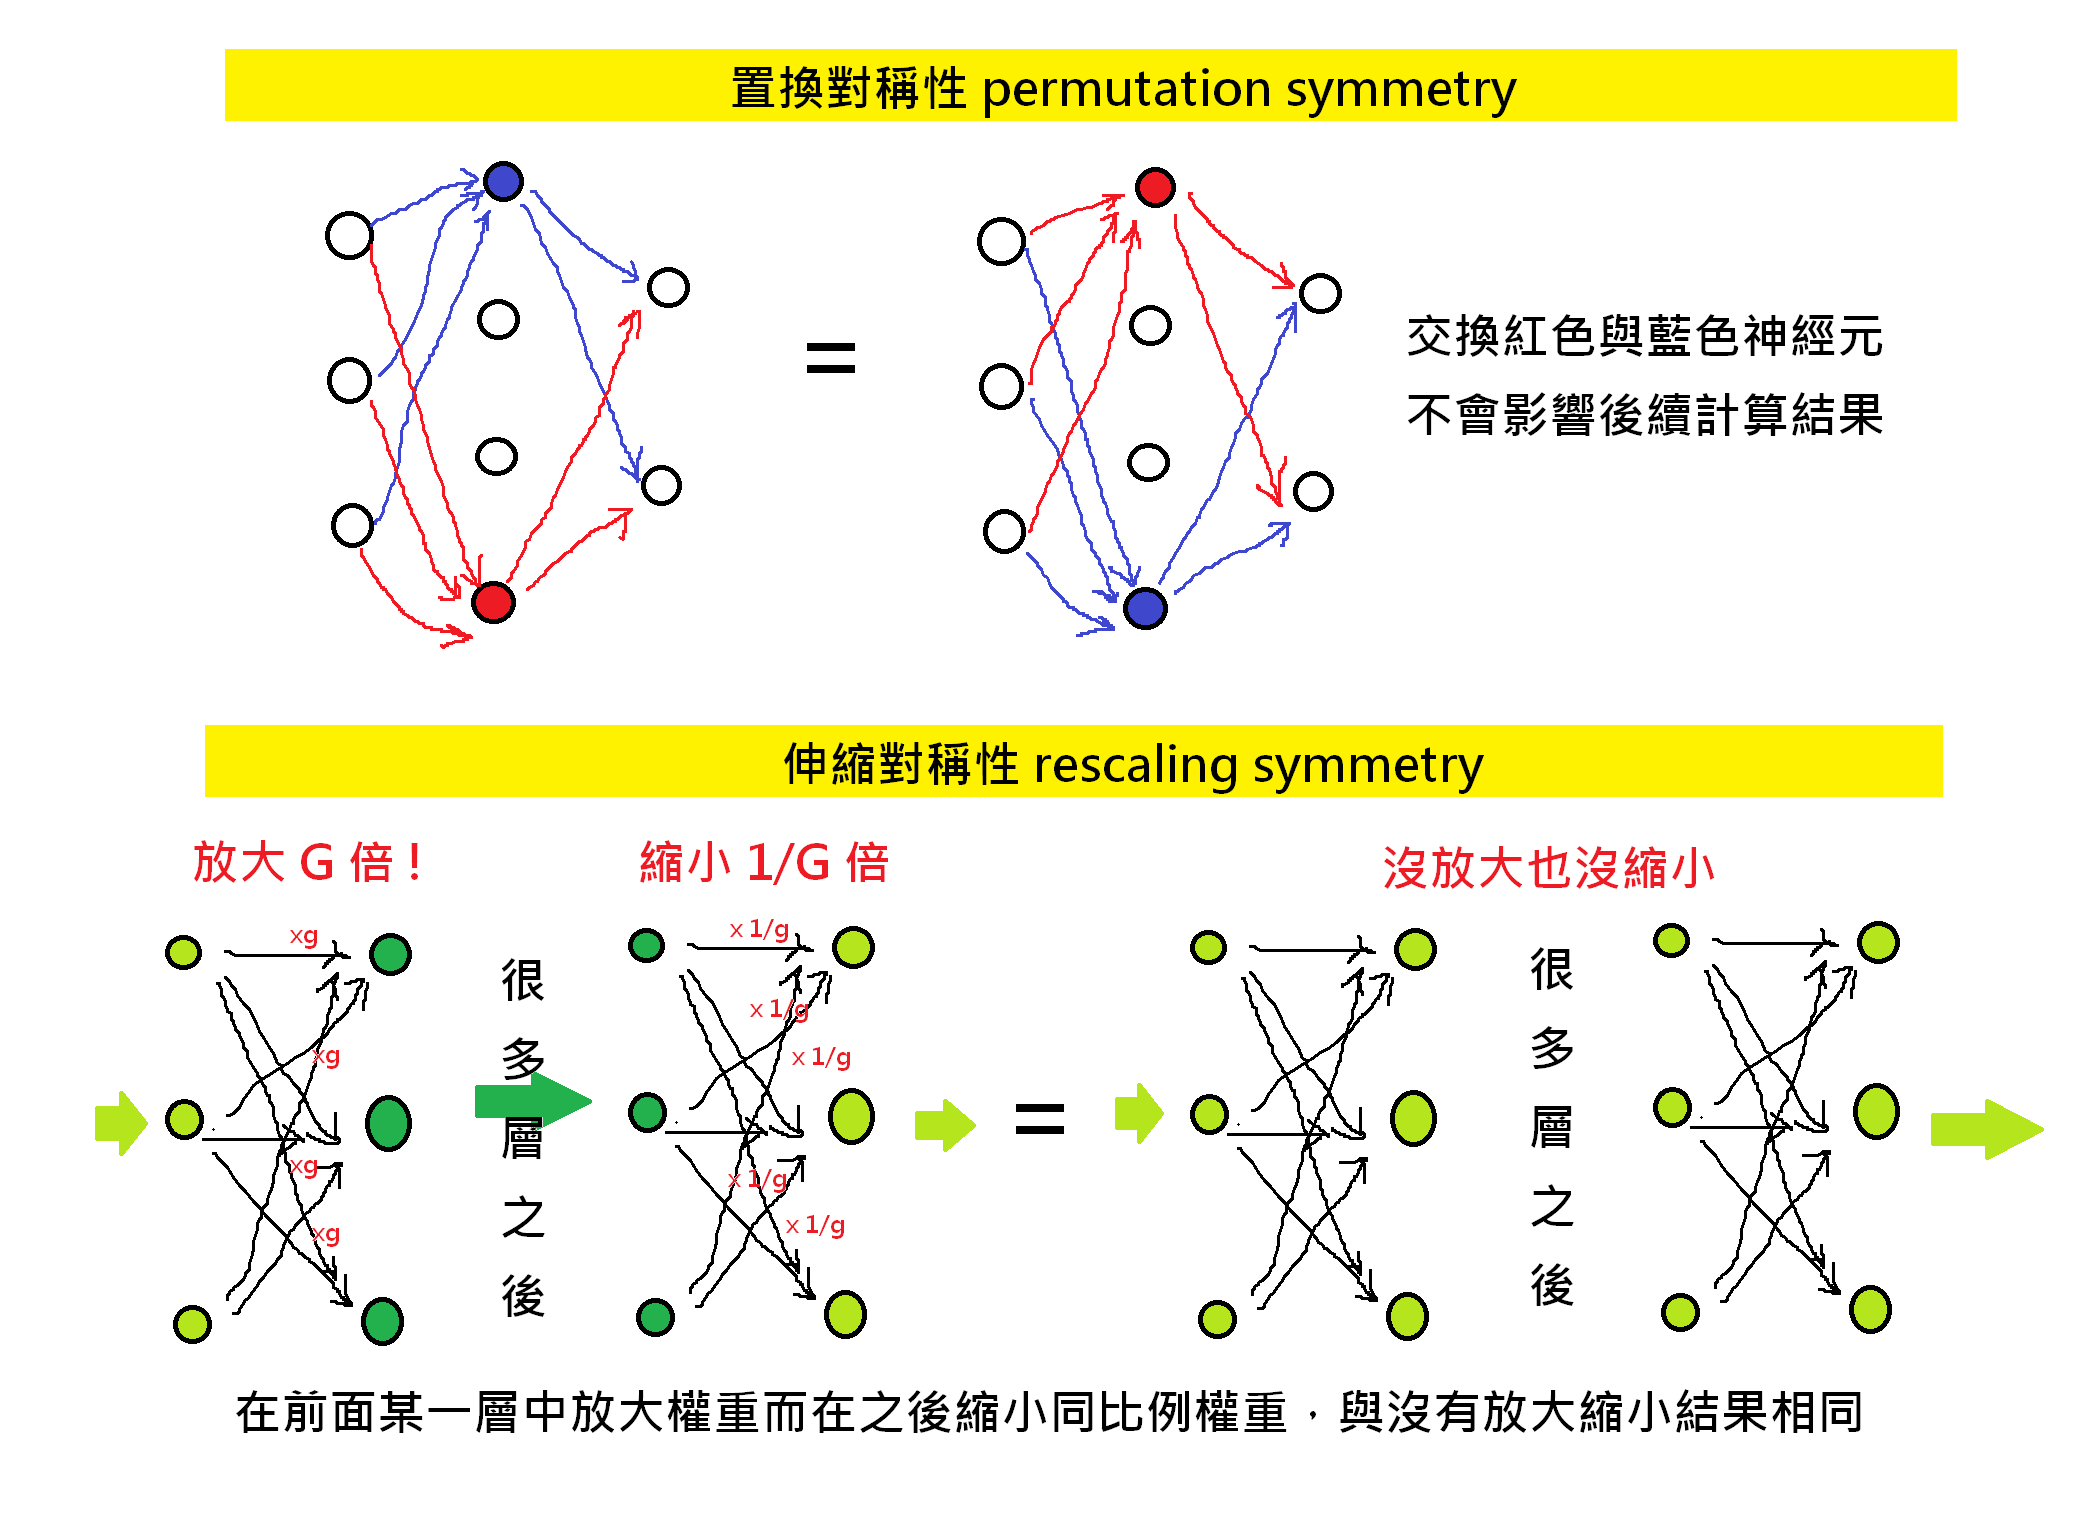 置換對稱性 permutation symmetry
交換紅色與藍色神經元
不會影響後續計算結果
伸縮對稱性 rescaling symmetry
放大 G 倍!
縮小 1/G 倍
沒放大也沒縮小
xg
xg
xg
xg
很多層之後
x 1/g
x 1/g
x 1/g
x 1/g
x 1/g
=
=
很多層之後
在前面某一層中放大權重而在之後縮小同比例權重，與沒有放大縮小結果相同